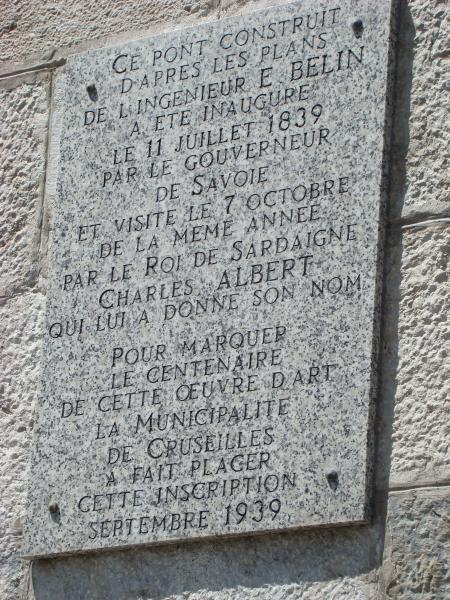 CE PONT CONSTRUIT
D'APRES LES PLANS
DE L'INGENIEUR E BELIN
A ETE INAUGURE
LE 11 JUILLET 1839
PAR LE GOUVERNEUR
DE SAVOIE
ET VISITE LE 7 OCTOBRE
DE LA MEME ANNEE
PAR LE ROI DE SARDAIGNE
CHARLES ALBERT
QUI LUI A DONNE SON NOM
POUR MARQUER
LE CENTENAIRE
DE CETTE ŒUVRE D'ART
LA MUNICIPALITE
DE CRUSEILLES
A FAIT PLACER
CETTE INSCRIPTION
SEPTEMBRE 1939